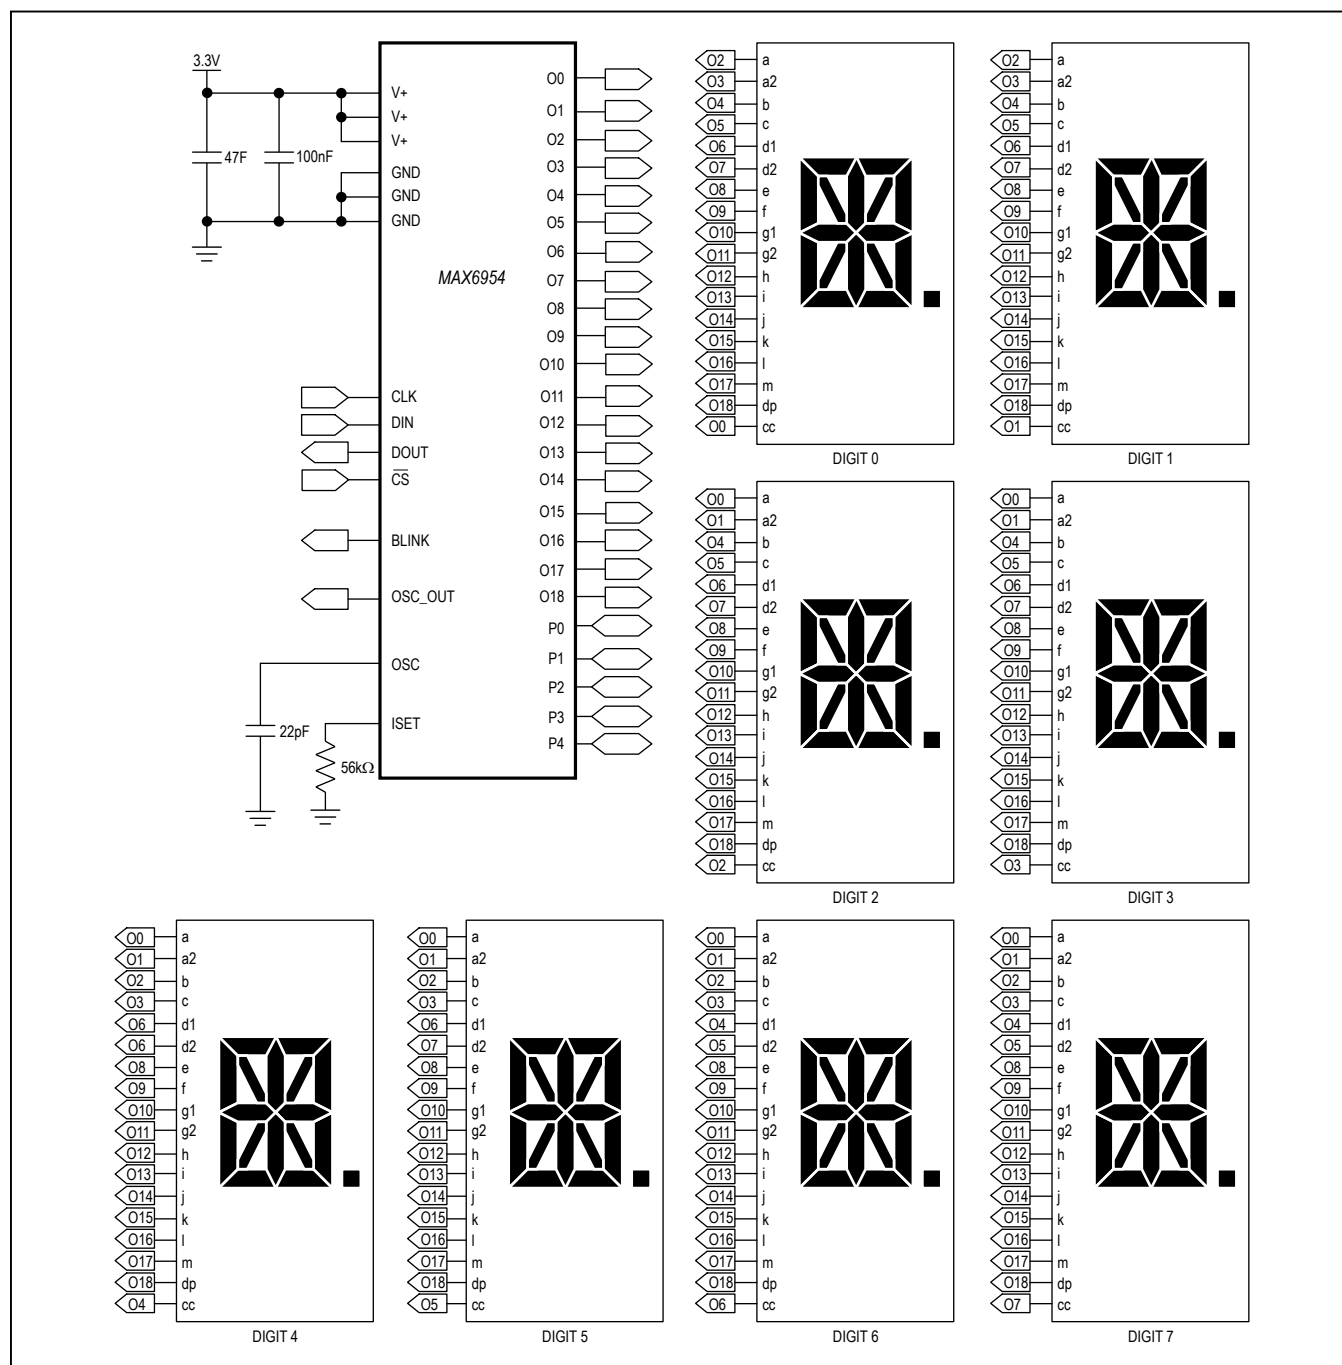 3.3V
47F
100nF
V+
V+
V+
GND
GND
GND
MAX6954
CLK
DIN
DOUT
CS
BLINK
OSC_OUT
OSC
ISET
22pF
56kΩ
O0
O1
O2
O3
O4
O5
O6
O7
O8
O9
O10
O11
O12
O13
O14
O15
O16
O17
O18
P0
P1
P2
P3
P4
O2 a
O3 a2
O4 b
O5 c
O6 d1
O7 d2
O8 e
O9 f
O10 g1
O11 g2
O12 h
O13 i
O14 j
O15 k
O16 l
O17 m
O18 dp
O0 cc
DIGIT 0
O2 a
O3 a2
O4 b
O5 c
O6 d1
O7 d2
O8 e
O9 f
O10 g1
O11 g2
O12 h
O13 i
O14 j
O15 k
O16 l
O17 m
O18 dp
O1 cc
DIGIT 1
O0 a
O1 a2
O4 b
O5 c
O6 d1
O7 d2
O8 e
O9 f
O10 g1
O11 g2
O12 h
O13 i
O14 j
O15 k
O16 l
O17 m
O18 dp
O2 cc
DIGIT 2
O0 a
O1 a2
O4 b
O5 c
O6 d1
O7 d2
O8 e
O9 f
O10 g1
O11 g2
O12 h
O13 i
O14 j
O15 k
O16 l
O17 m
O18 dp
O3 cc
DIGIT 3
O0 a
O1 a2
O2 b
O3 c
O6 d1
O6 d2
O8 e
O9 f
O10 g1
O11 g2
O12 h
O13 i
O14 j
O15 k
O16 l
O17 m
O18 dp
O4 cc
DIGIT 4
O0 a
O1 a2
O2 b
O3 c
O6 d1
O7 d2
O8 e
O9 f
O10 g1
O11 g2
O12 h
O13 i
O14 j
O15 k
O16 l
O17 m
O18 dp
O5 cc
DIGIT 5
O0 a
O1 a2
O2 b
O3 c
O4 d1
O5 d2
O8 e
O9 f
O10 g1
O11 g2
O12 h
O13 i
O14 j
O15 k
O16 l
O17 m
O18 dp
O6 cc
DIGIT 6
O0 a
O1 a2
O2 b
O3 c
O4 d1
O5 d2
O8 e
O9 f
O10 g1
O11 g2
O12 h
O13 i
O14 j
O15 k
O16 l
O17 m
O18 dp
O7 cc
DIGIT 7